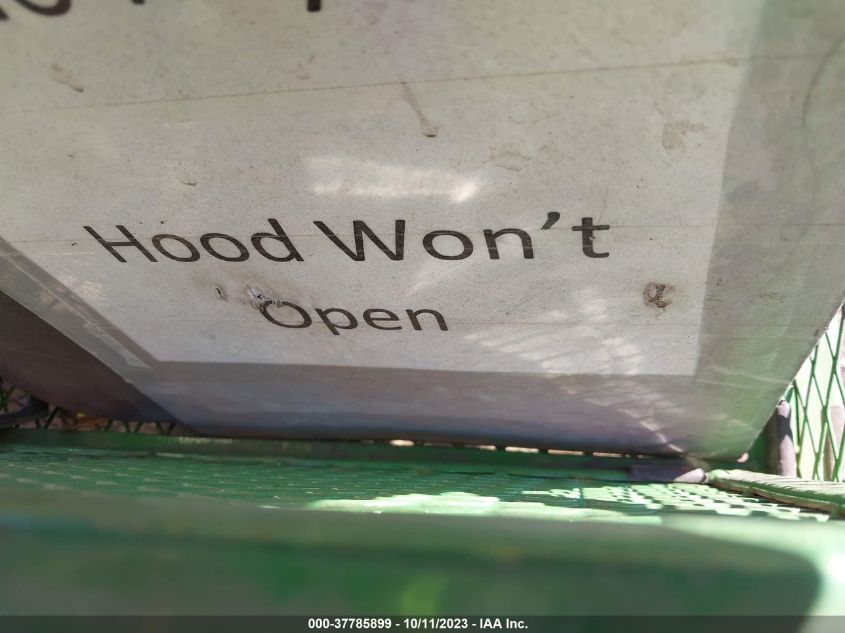 Hood Won't
Open
000-37785899 - 10/11/2023 - IAA Inc.